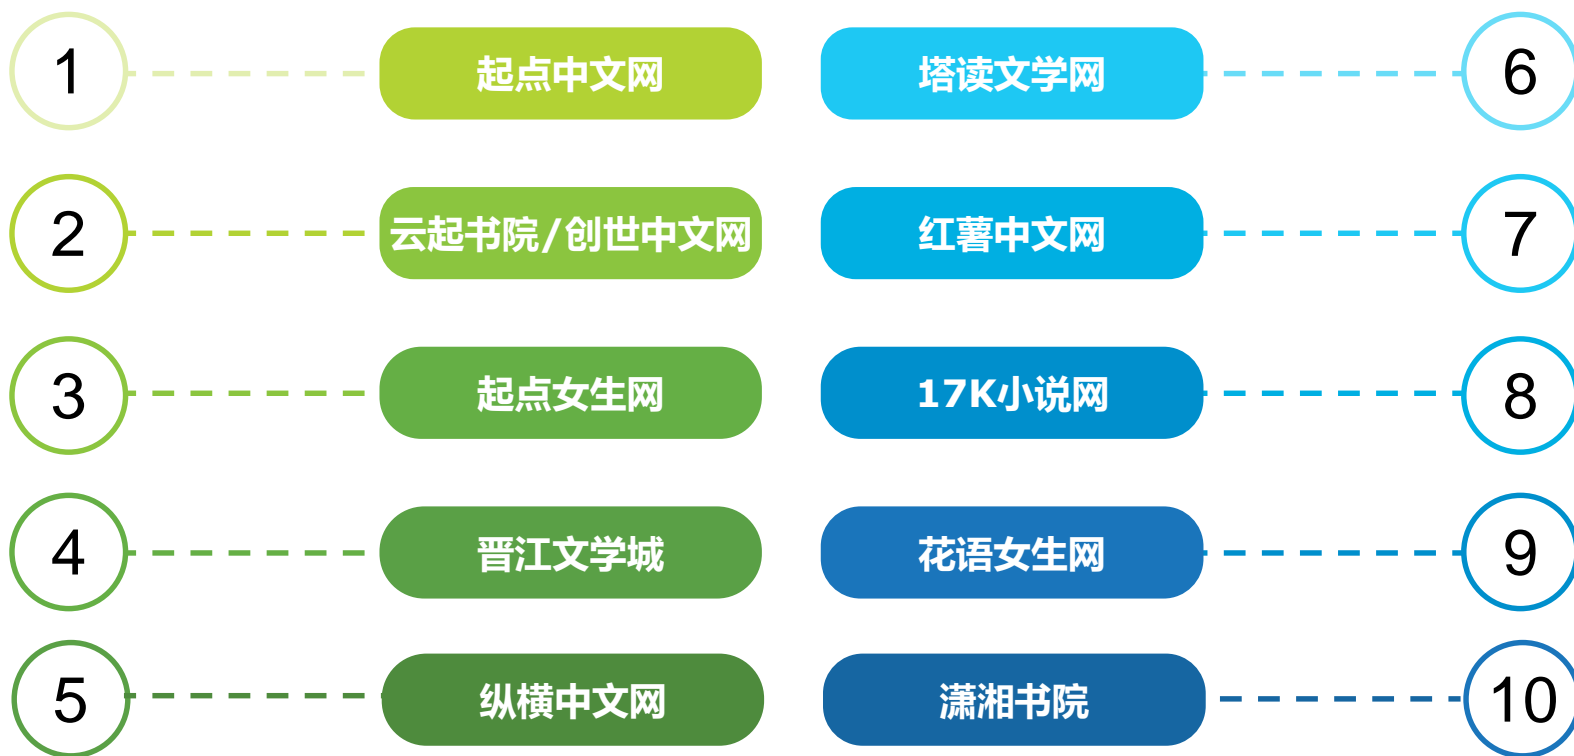 1
起点中文网
2
云起书院/创世中文网
3
起点女生网
4
晋江文学城
5
纵横中文网
塔读文学网
6
红薯中文网
7
17K小说网
8
花语女生网
9
潇湘书院
10